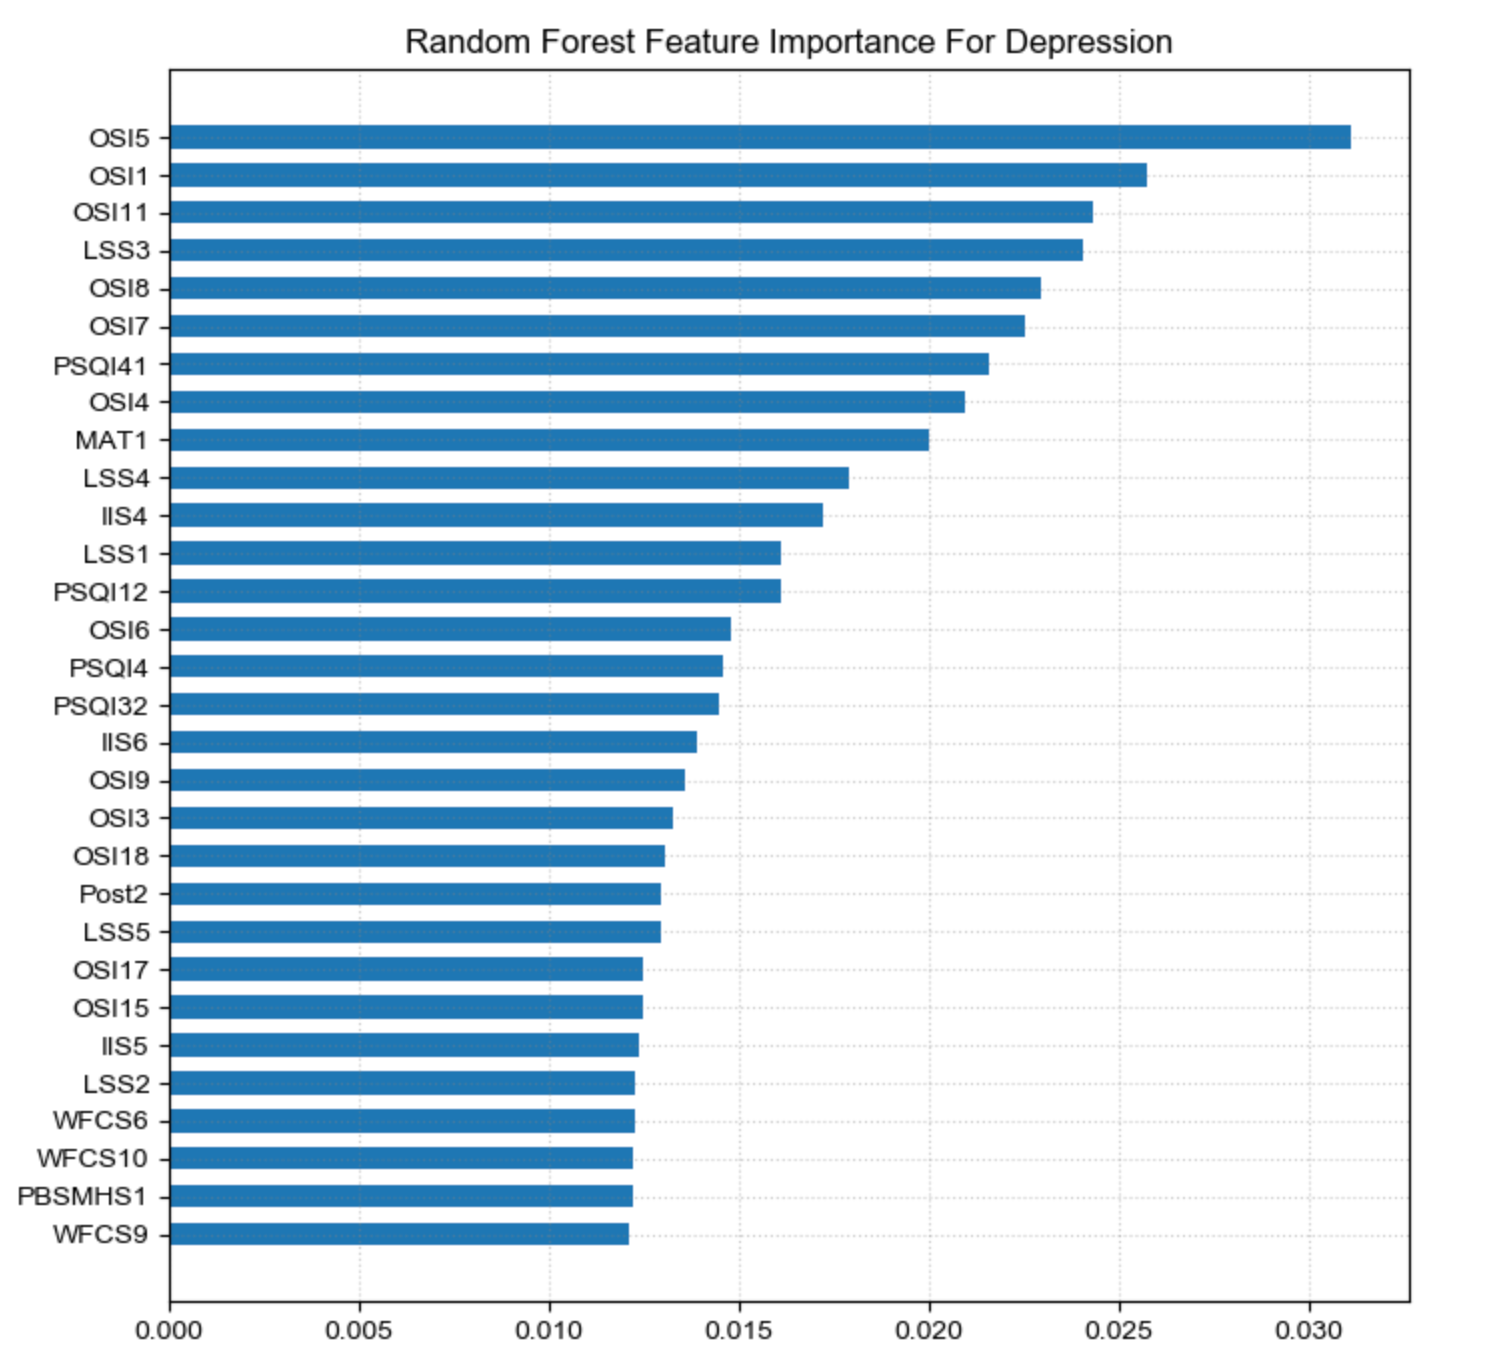 Random Forest Feature Importance For Depression
OSI5
OSI1
OSI11
LSS3
OSI8
OSI7
PSQI41
OSI4
MAT1
LSS4
IIS4
LSS1
PSQI12
OSI6
PSQI4
PSQI32
IIS6
OSI9
OSI3
OSI18
Post2
LSS5
OSI17
OSI15
IIS5
LSS2
WFCS6
WFCS10
PBSMHS1
WFCS9
0.000 0.005 0.010 0.015 0.020 0.025 0.030